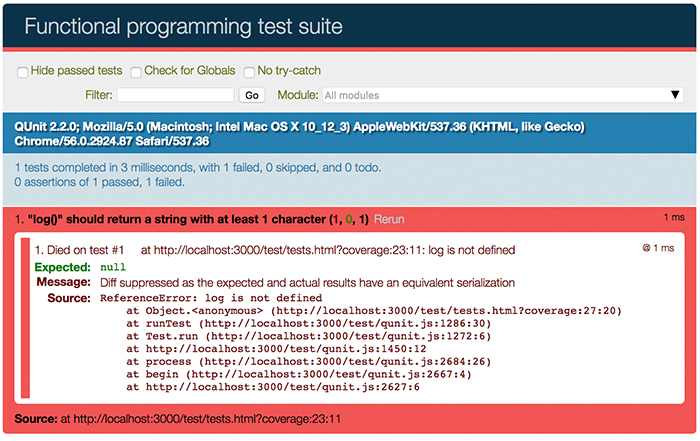 Functional programming test suite
Hide passed tests Check for Globals No try-catch
Filter: Go Module: All modules ▼
QUnit 2.2.0; Mozilla/5.0 (Macintosh; Intel Mac OS X 10_12_3) AppleWebKit/537.36 (KHTML, like Gecko)
Chrome/56.0.2924.87 Safari/537.36
1 tests completed in 3 milliseconds, with 1 failed, 0 skipped, and 0 todo.
0 assertions of 1 passed, 1 failed.
1. "log()" should return a string with at least 1 character (1, 0, 1) Rerun 1 ms
1. Died on test #1 at http://localhost:3000/test/tests.html?coverage:23:11: log is not defined @ 1 ms
Expected: null
Message: Diff suppressed as the expected and actual results have an equivalent serialization
Source: ReferenceError: log is not defined
at Object.<anonymous> (http://localhost:3000/test/tests.html?coverage:27:20)
at runTest (http://localhost:3000/test/qunit.js:1286:30)
at Test.run (http://localhost:3000/test/qunit.js:1272:6)
at http://localhost:3000/test/qunit.js:1450:12
at process (http://localhost:3000/test/qunit.js:2684:26)
at begin (http://localhost:3000/test/qunit.js:2667:4)
at http://localhost:3000/test/qunit.js:2627:6
Source: at http://localhost:3000/test/tests.html?coverage:23:11